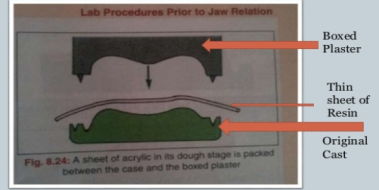 Lab Procedures Prior to Jaw Relation
Boxed
Plaster
Thin
sheet of
Resin
Original
Cast
Fig. 8.24: A sheet of acrylic in its dough stage is packed
between the case and the boxed plaster